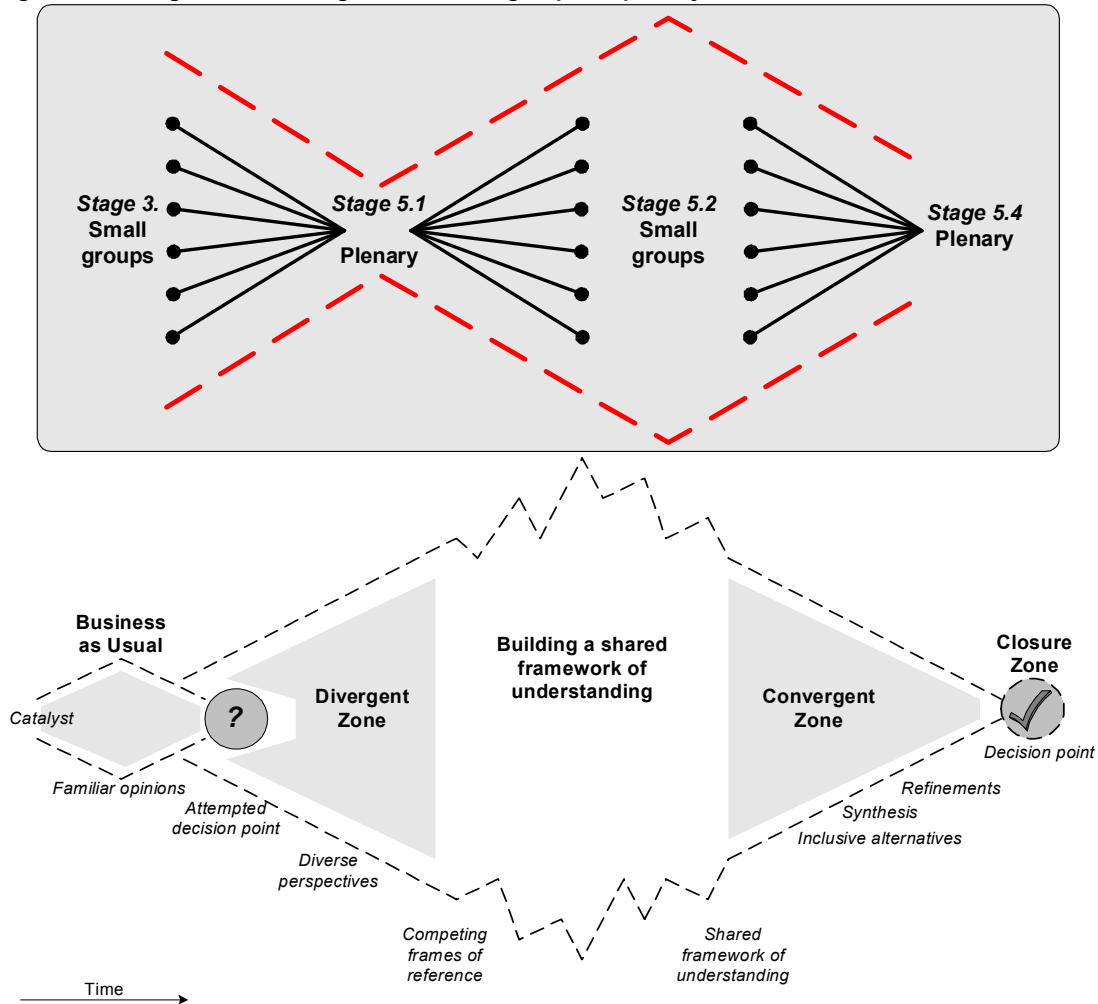 Stage 3.
Small
groups
Stage 5.1
Plenary
Stage 5.2
Small
groups
Stage 5.4
Plenary
Business
as Usual
Catalyst
?
Familiar opinions
Attempted
decision point
Divergent
Zone
Diverse
perspectives
Building a shared
framework of
understanding
Competing
frames of
reference
Shared
framework of
understanding
Convergent
Zone
Closure
Zone
Decision point
Refinements
Synthesis
Inclusive alternatives
Time